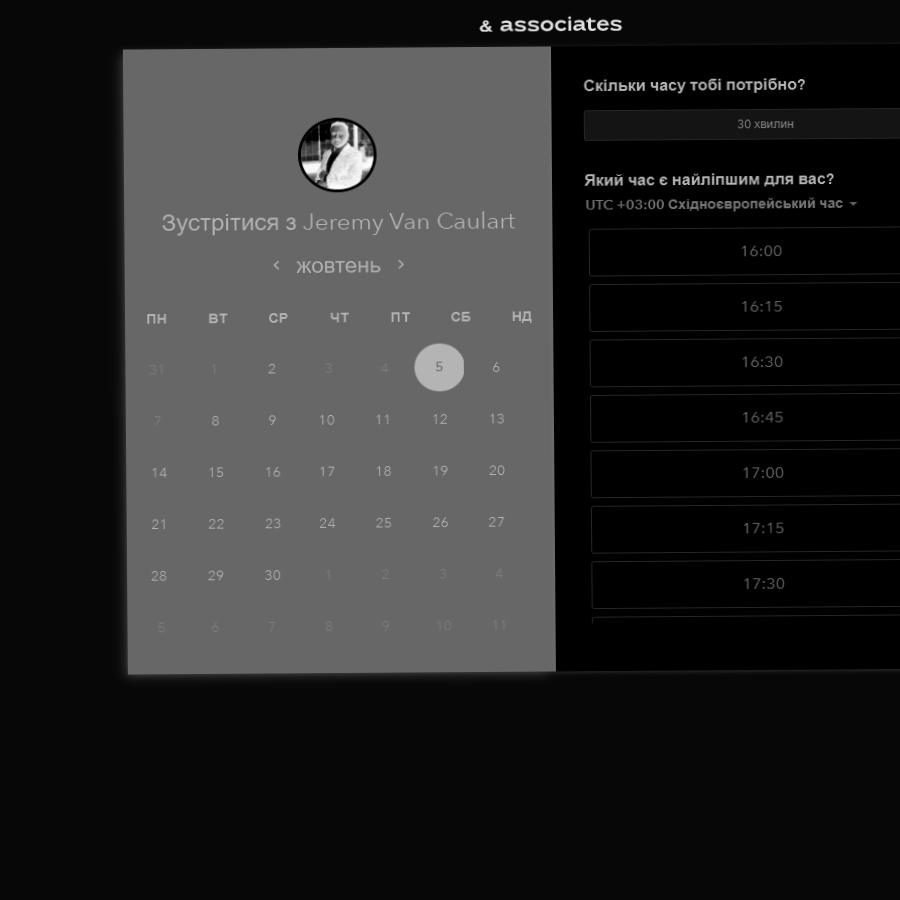 & associates
Зустрітися з Jeremy Van Caulart
жовтень
ПН ВТ СР ЧТ ПТ СБ НД
31 1 2 3 4 5 6
7 8 9 10 11 12 13
14 15 16 17 18 19 20
21 22 23 24 25 26 27
28 29 30 1 2 3 4
5 6 7 8 9 10 11
Скільки часу тобі потрібно?
30 хвилин
Який час є найліпшим для вас?
UTC +03:00 Східноєвропейський час
16:00
16:15
16:30
16:45
17:00
17:15
17:30